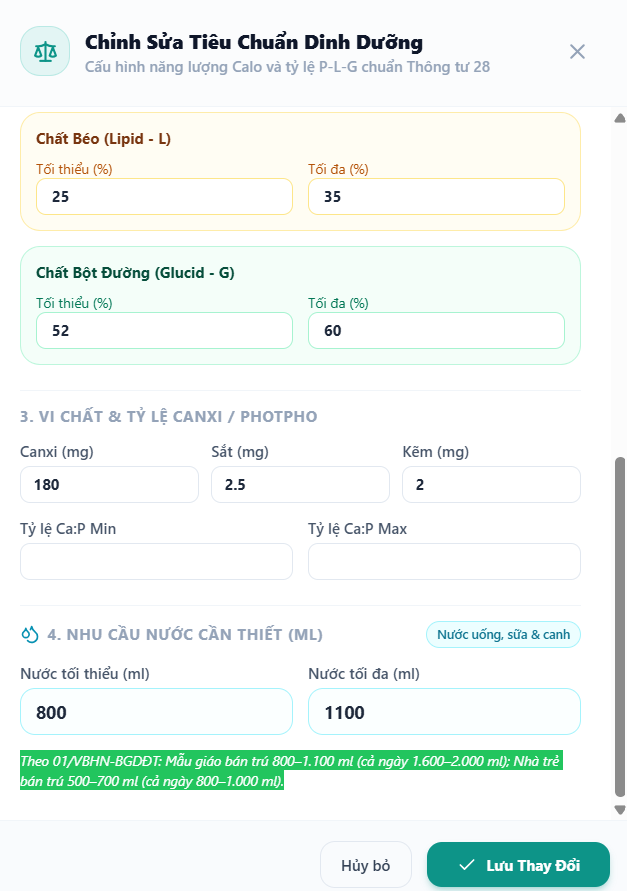 Chỉnh Sửa Tiêu Chuẩn Dinh Dưỡng
Cấu hình năng lượng Calo và tỷ lệ P-L-G chuẩn Thông tư 28
Chất Béo (Lipid - L)
Tối thiểu (%) Tối đa (%)
25 35
Chất Bột Đường (Glucid - G)
Tối thiểu (%) Tối đa (%)
52 60
3. VI CHẤT & TỶ LỆ CANXI / PHOTPHO
Canxi (mg) Sắt (mg) Kẽm (mg)
180 2.5 2
Tỷ lệ Ca:P Min Tỷ lệ Ca:P Max
4. NHU CẦU NƯỚC CẦN THIẾT (ML) Nước uống, sữa & canh
Nước tối thiểu (ml) Nước tối đa (ml)
800 1100
Theo 01/VBHN-BGDĐT: Mẫu giáo bán trú 800–1.100 ml (cả ngày 1.600–2.000 ml); Nhà trẻ
bán trú 500–700 ml (cả ngày 800–1.000 ml).
Hủy bỏ Lưu Thay Đổi